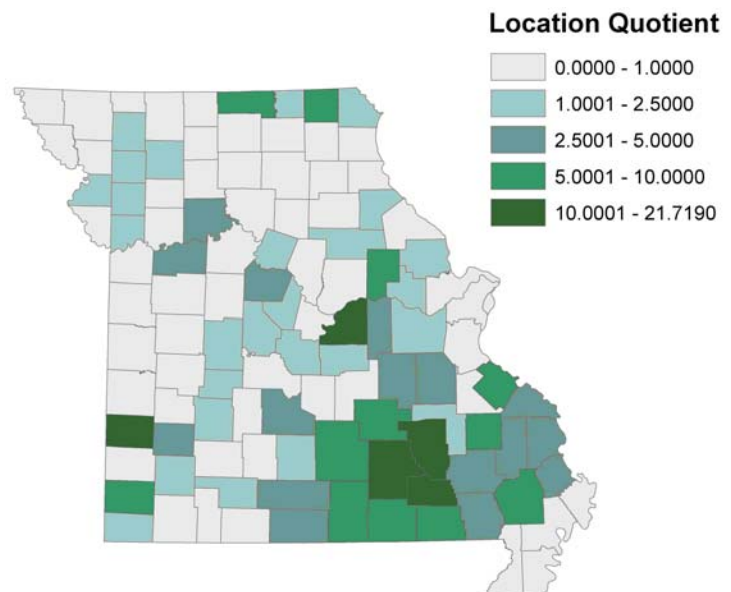 Location Quotient
0.0000 - 1.0000
1.0001 - 2.5000
2.5001 - 5.0000
5.0001 - 10.0000
10.0001 - 21.7190